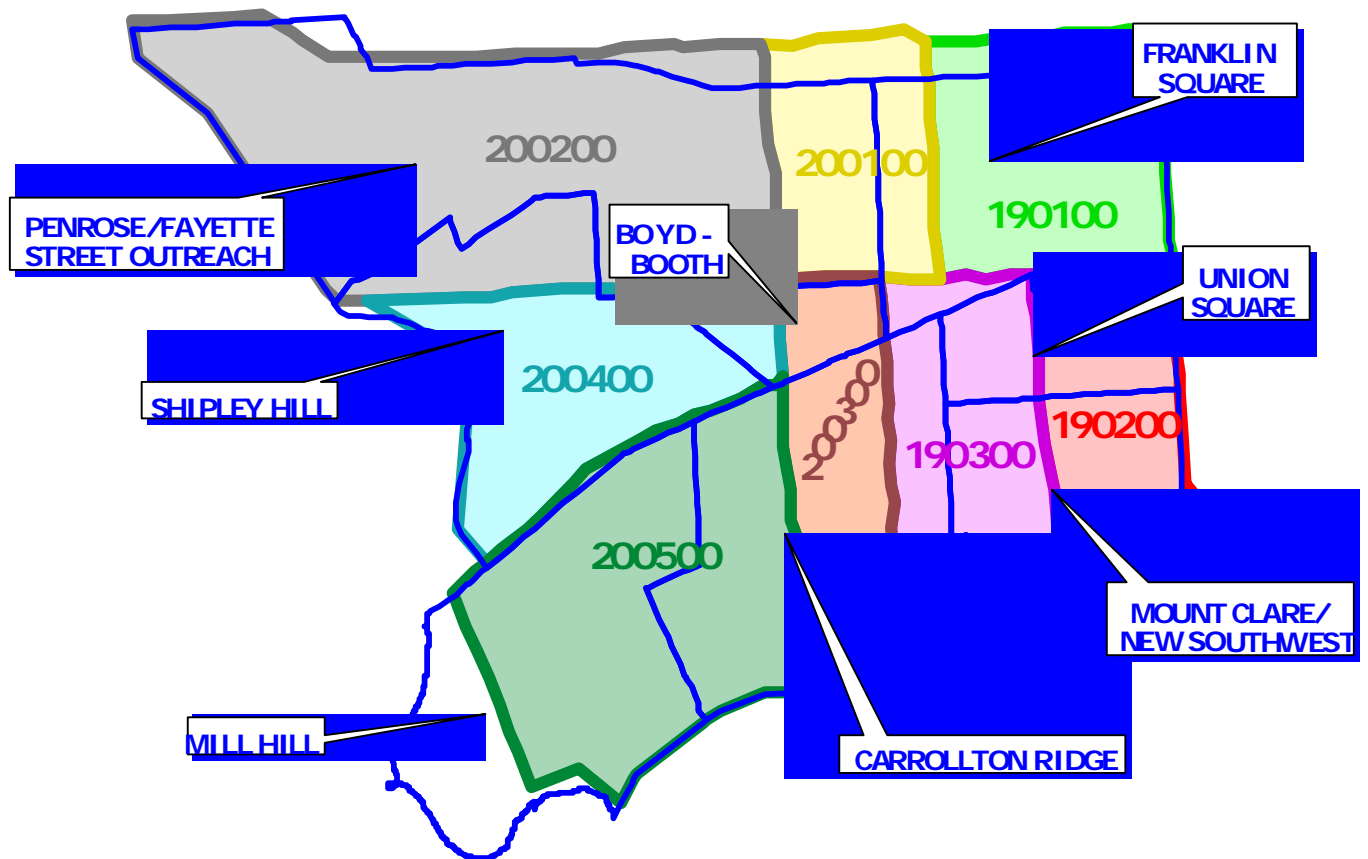 FRANKLIN
SQUARE
200200
200100
190100
PENROSE/FAYETTE
STREET OUTREACH
BOYD -
BOOTH
UNION
SQUARE
SHIPLEY HILL
200400
200300
190300
190200
200500
MOUNT CLARE/
NEW SOUTHWEST
MILL HILL
CARROLLTON RIDGE